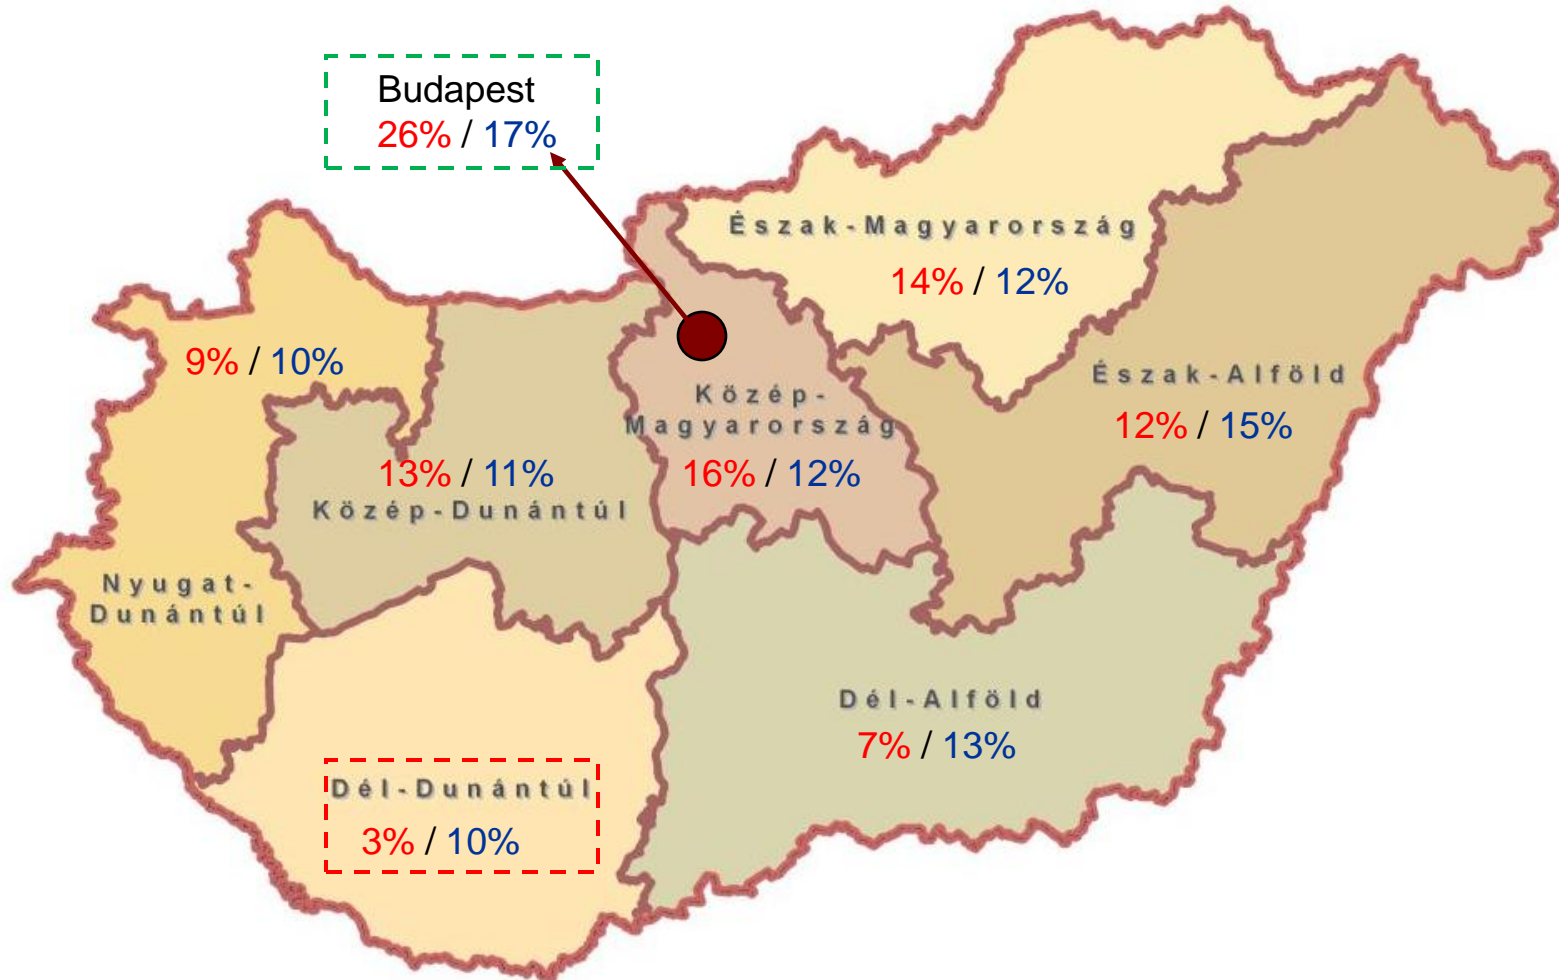 Budapest
26% / 17%
Észak-Magyarország
14% / 12%
9% / 10%
Észak-Alföld
12% / 15%
Közép-
Magyarország
16% / 12%
13% / 11%
Közép-Dunántúl
Nyugat-
Dunántúl
Dél-Alföld
7% / 13%
Dél-Dunántúl
3% / 10%